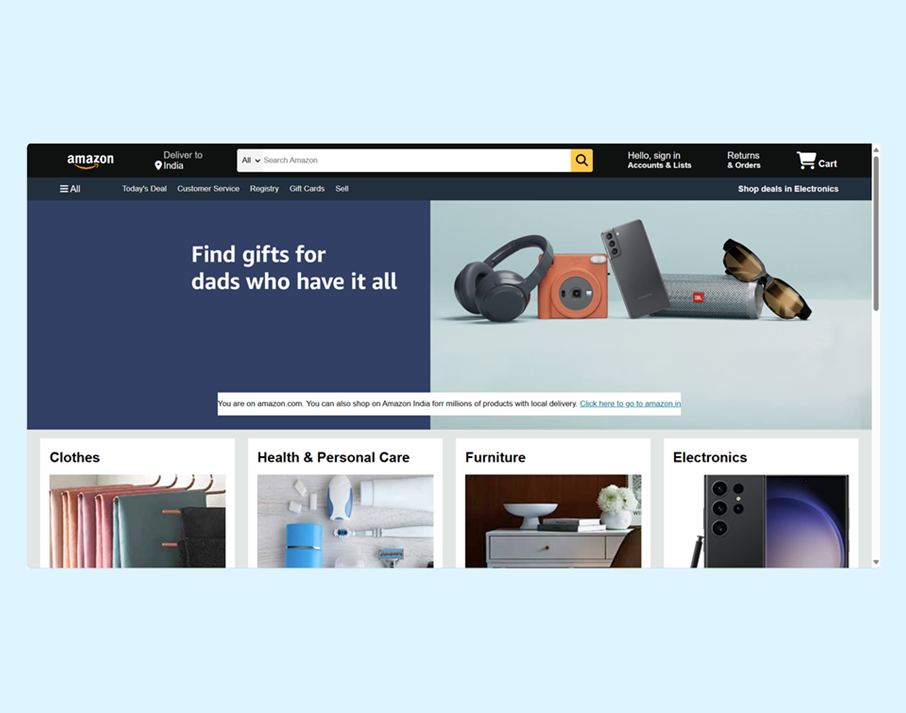 amazon
Deliver to
India
All
Search Amazon
Hello, sign in
Accounts & Lists
Returns
& Orders
Cart
All
Today's Deal
Customer Service
Registry
Gift Cards
Sell
Shop deals in Electronics
Find gifts for
dads who have it all
JBL
You are on amazon.com. You can also shop on Amazon India forr millions of products with local delivery. Click here to go to amazon in
Clothes
Health & Personal Care
Furniture
Electronics